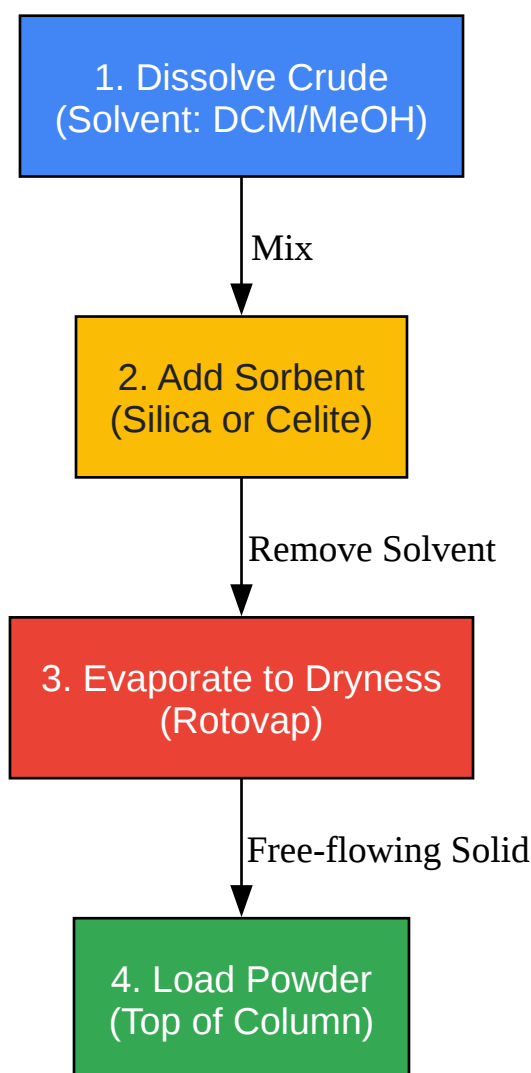 1. Dissolve Crude
(Solvent: DCM/MeOH)
Mix
2. Add Sorbent
(Silica or Celite)
Remove Solvent
3. Evaporate to Dryness
(Rotovap)
Free-flowing Solid
4. Load Powder
(Top of Column)